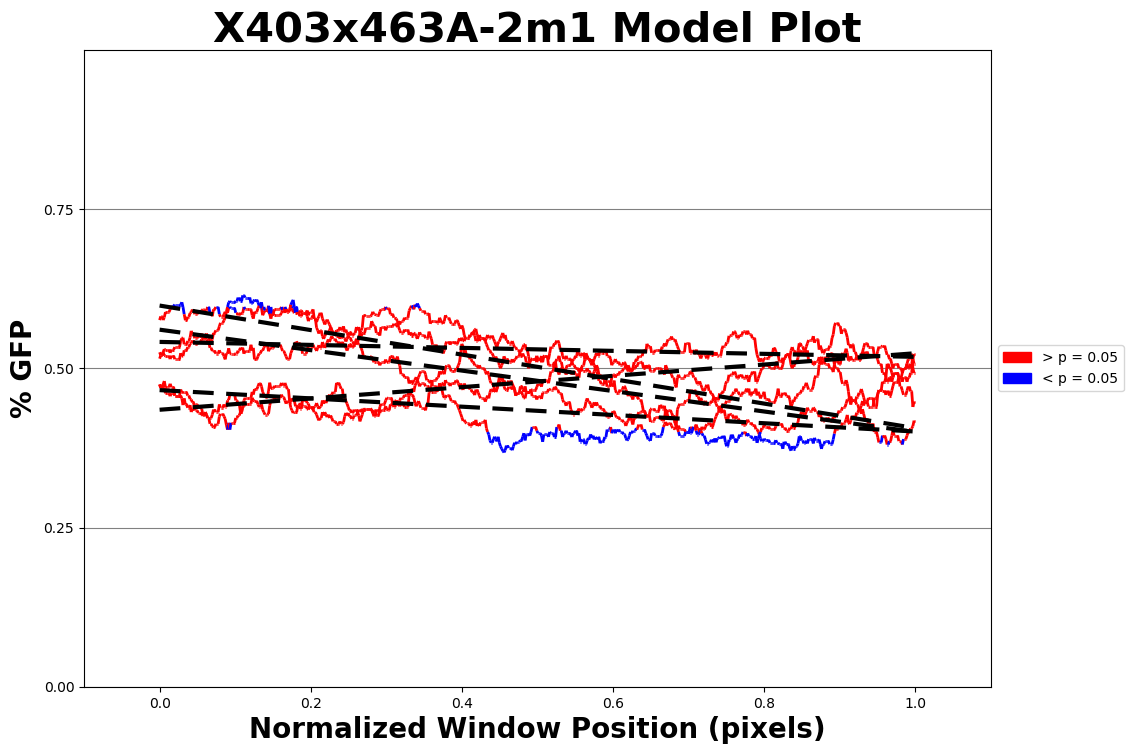 X403x463A-2m1 Model Plot
% GFP
0.75
0.50
0.25
0.00
0.0 0.2 0.4 0.6 0.8 1.0
Normalized Window Position (pixels)
> p = 0.05
< p = 0.05